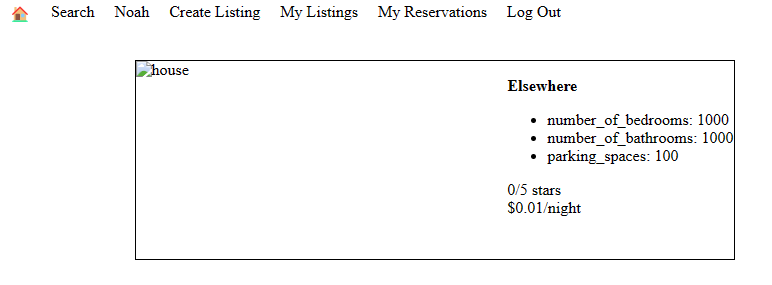 Search Noah Create Listing My Listings My Reservations Log Out
house
Elsewhere
number_of_bedrooms: 1000
number_of_bathrooms: 1000
parking_spaces: 100
0/5 stars
$0.01/night